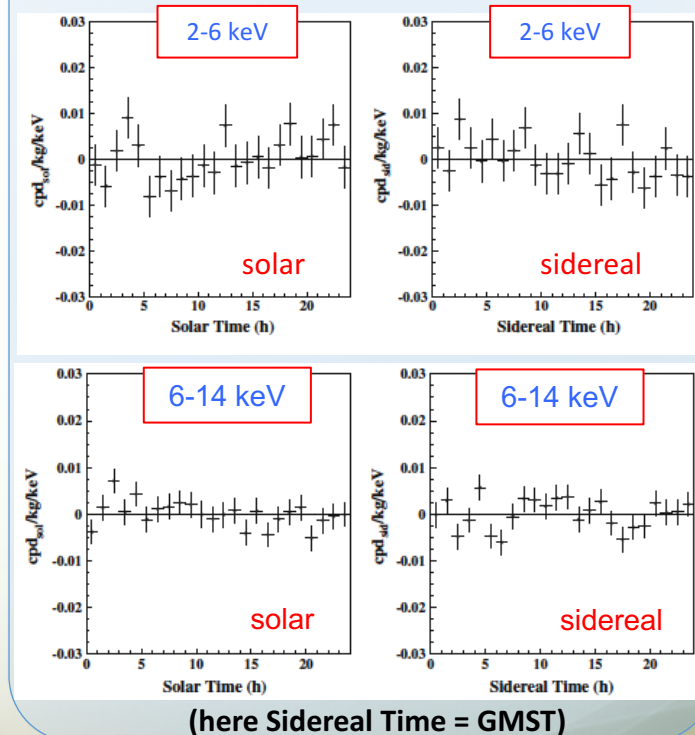 2-6 keV
0.03
0.02
0.01
0
-0.01
-0.02
-0.03
cpd_sol/kg/keV
solar
0 5 10 15 20
Solar Time (h)
2-6 keV
0.03
0.02
0.01
0
-0.01
-0.02
-0.03
cpd_sid/kg/keV
sidereal
0 5 10 15 20
Sidereal Time (h)
6-14 keV
0.03
0.02
0.01
0
-0.01
-0.02
-0.03
cpd_sol/kg/keV
solar
0 5 10 15 20
Solar Time (h)
6-14 keV
0.03
0.02
0.01
0
-0.01
-0.02
-0.03
cpd_sid/kg/keV
sidereal
0 5 10 15 20
Sidereal Time (h)
(here Sidereal Time = GMST)